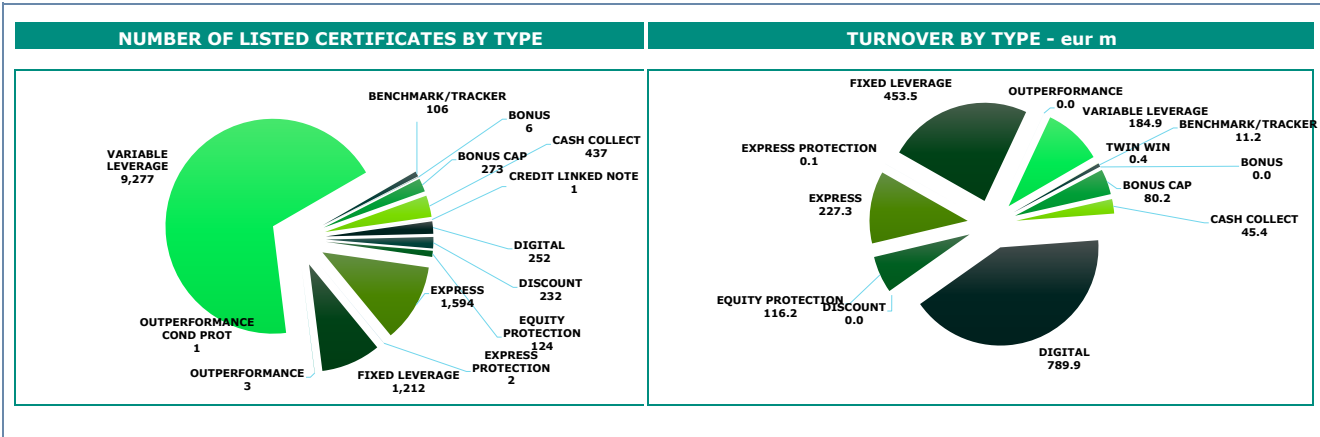 NUMBER OF LISTED CERTIFICATES BY TYPE
BENCHMARK/TRACKER
106
BONUS
6
CASH COLLECT
437
BONUS CAP
273
CREDIT LINKED NOTE
1
VARIABLE
LEVERAGE
9,277
DIGITAL
252
DISCOUNT
232
EXPRESS
1,594
EQUITY
PROTECTION
124
OUTPERFORMANCE
COND PROT
1
EXPRESS
PROTECTION
2
OUTPERFORMANCE
3
FIXED LEVERAGE
1,212
TURNOVER BY TYPE - eur m
FIXED LEVERAGE
453.5
OUTPERFORMANCE
0.0
VARIABLE LEVERAGE
184.9
BENCHMARK/TRACKER
11.2
TWIN WIN
0.4
BONUS
0.0
EXPRESS PROTECTION
0.1
BONUS CAP
80.2
EXPRESS
227.3
CASH COLLECT
45.4
EQUITY PROTECTION
116.2
DISCOUNT
0.0
DIGITAL
789.9